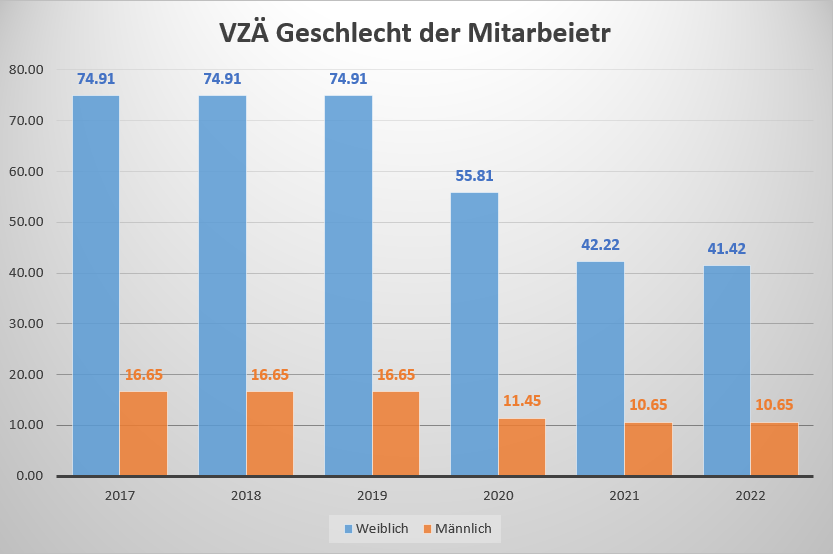 VZÄ Geschlecht der Mitarbeietr
80.00
74.91 74.91 74.91
70.00
60.00
55.81
50.00
42.22 41.42
40.00
30.00
20.00
16.65 16.65 16.65
11.45 10.65 10.65
10.00
0.00
2017 2018 2019 2020 2021 2022
Weiblich Männlich